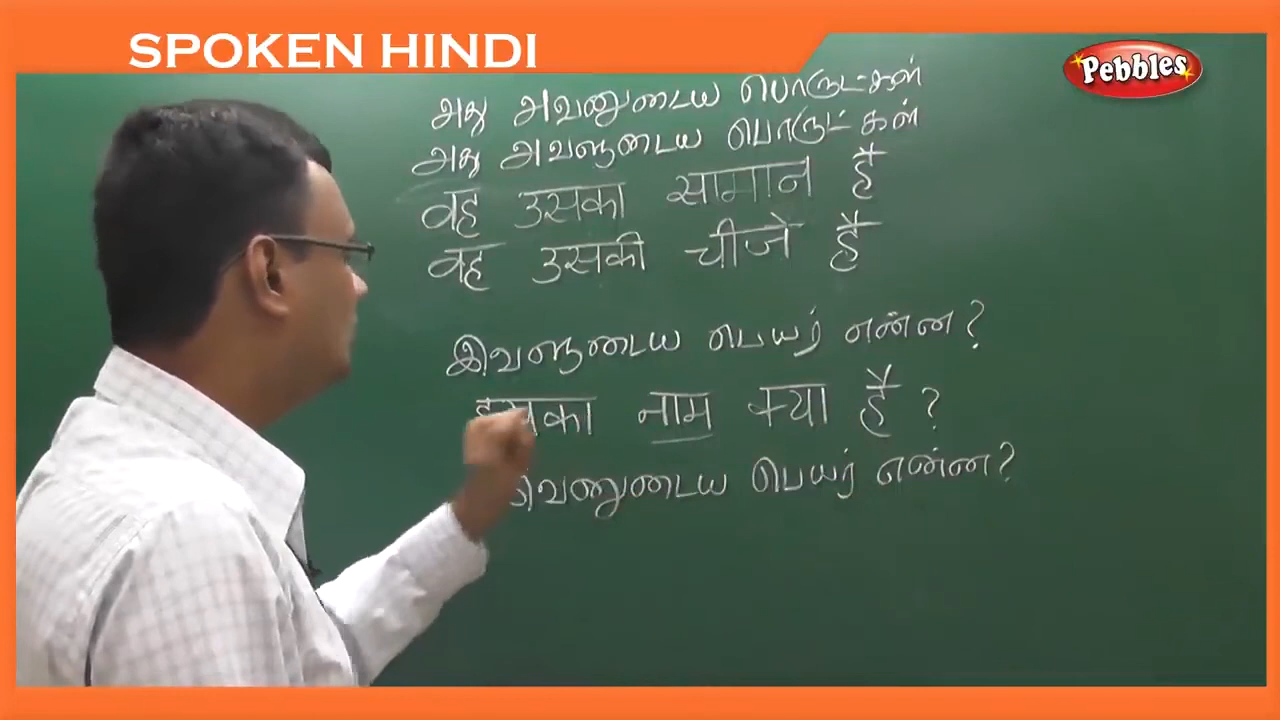 SPOKEN HINDI
Pebbles
அது அவனுடைய பொருட்கள்
அது அவளுடைய பொருட்கள்
वह उसका सामान है
वह उसकी चीजे है
இவளுடைய பெயர் என்ன?
इसका नाम क्या है ?
இவனுடைய பெயர் என்ன?